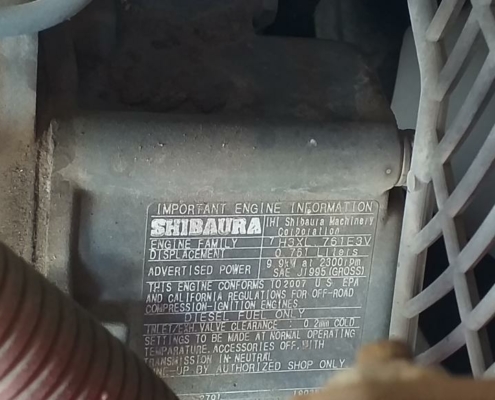 IMPORTANT ENGINE INFORMATION
SHIBAURA IHI Shibaura Machinery Corporation
ENGINE FAMILY 7H3XL.761E3V
DISPLACEMENT 0.761 Liters
ADVERTISED POWER 9.9kW at 2300rpm SAE J1995(GROSS)
THIS ENGINE CONFORMS TO 2007 U.S EPA
AND CALIFORNIA REGULATIONS FOR OFF-ROAD
COMPRESSION-IGNITION ENGINES
DIESEL FUEL ONLY
INLET/EXH. VALVE CLEARANCE : 0.2mm COLD
SETTINGS TO BE MADE AT NORMAL OPERATING
TEMPARATURE. ACCESSORIES OFF, WITH
TRANSMISSION IN NEUTRAL
BY AUTHORIZED SHOP ONLY